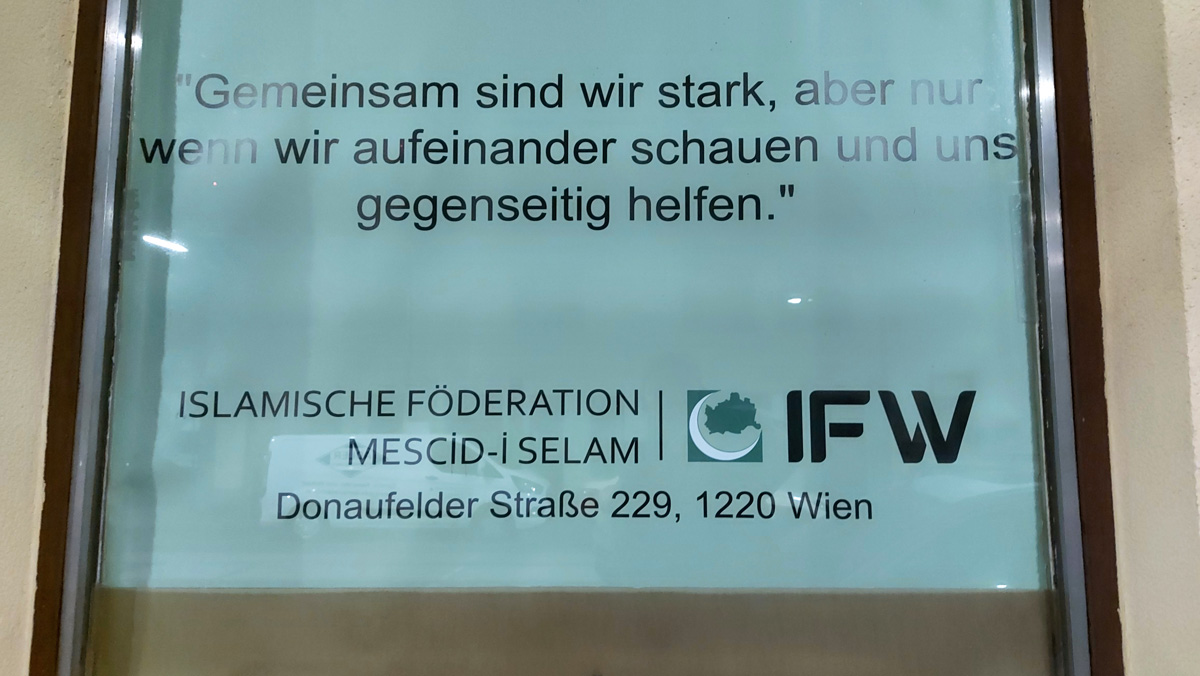 "Gemeinsam sind wir stark, aber nur
wenn wir aufeinander schauen und uns
gegenseitig helfen."
ISLAMISCHE FÖDERATION
MESCİD-İ SELAM
IFW
Donaufelder Straße 229, 1220 Wien